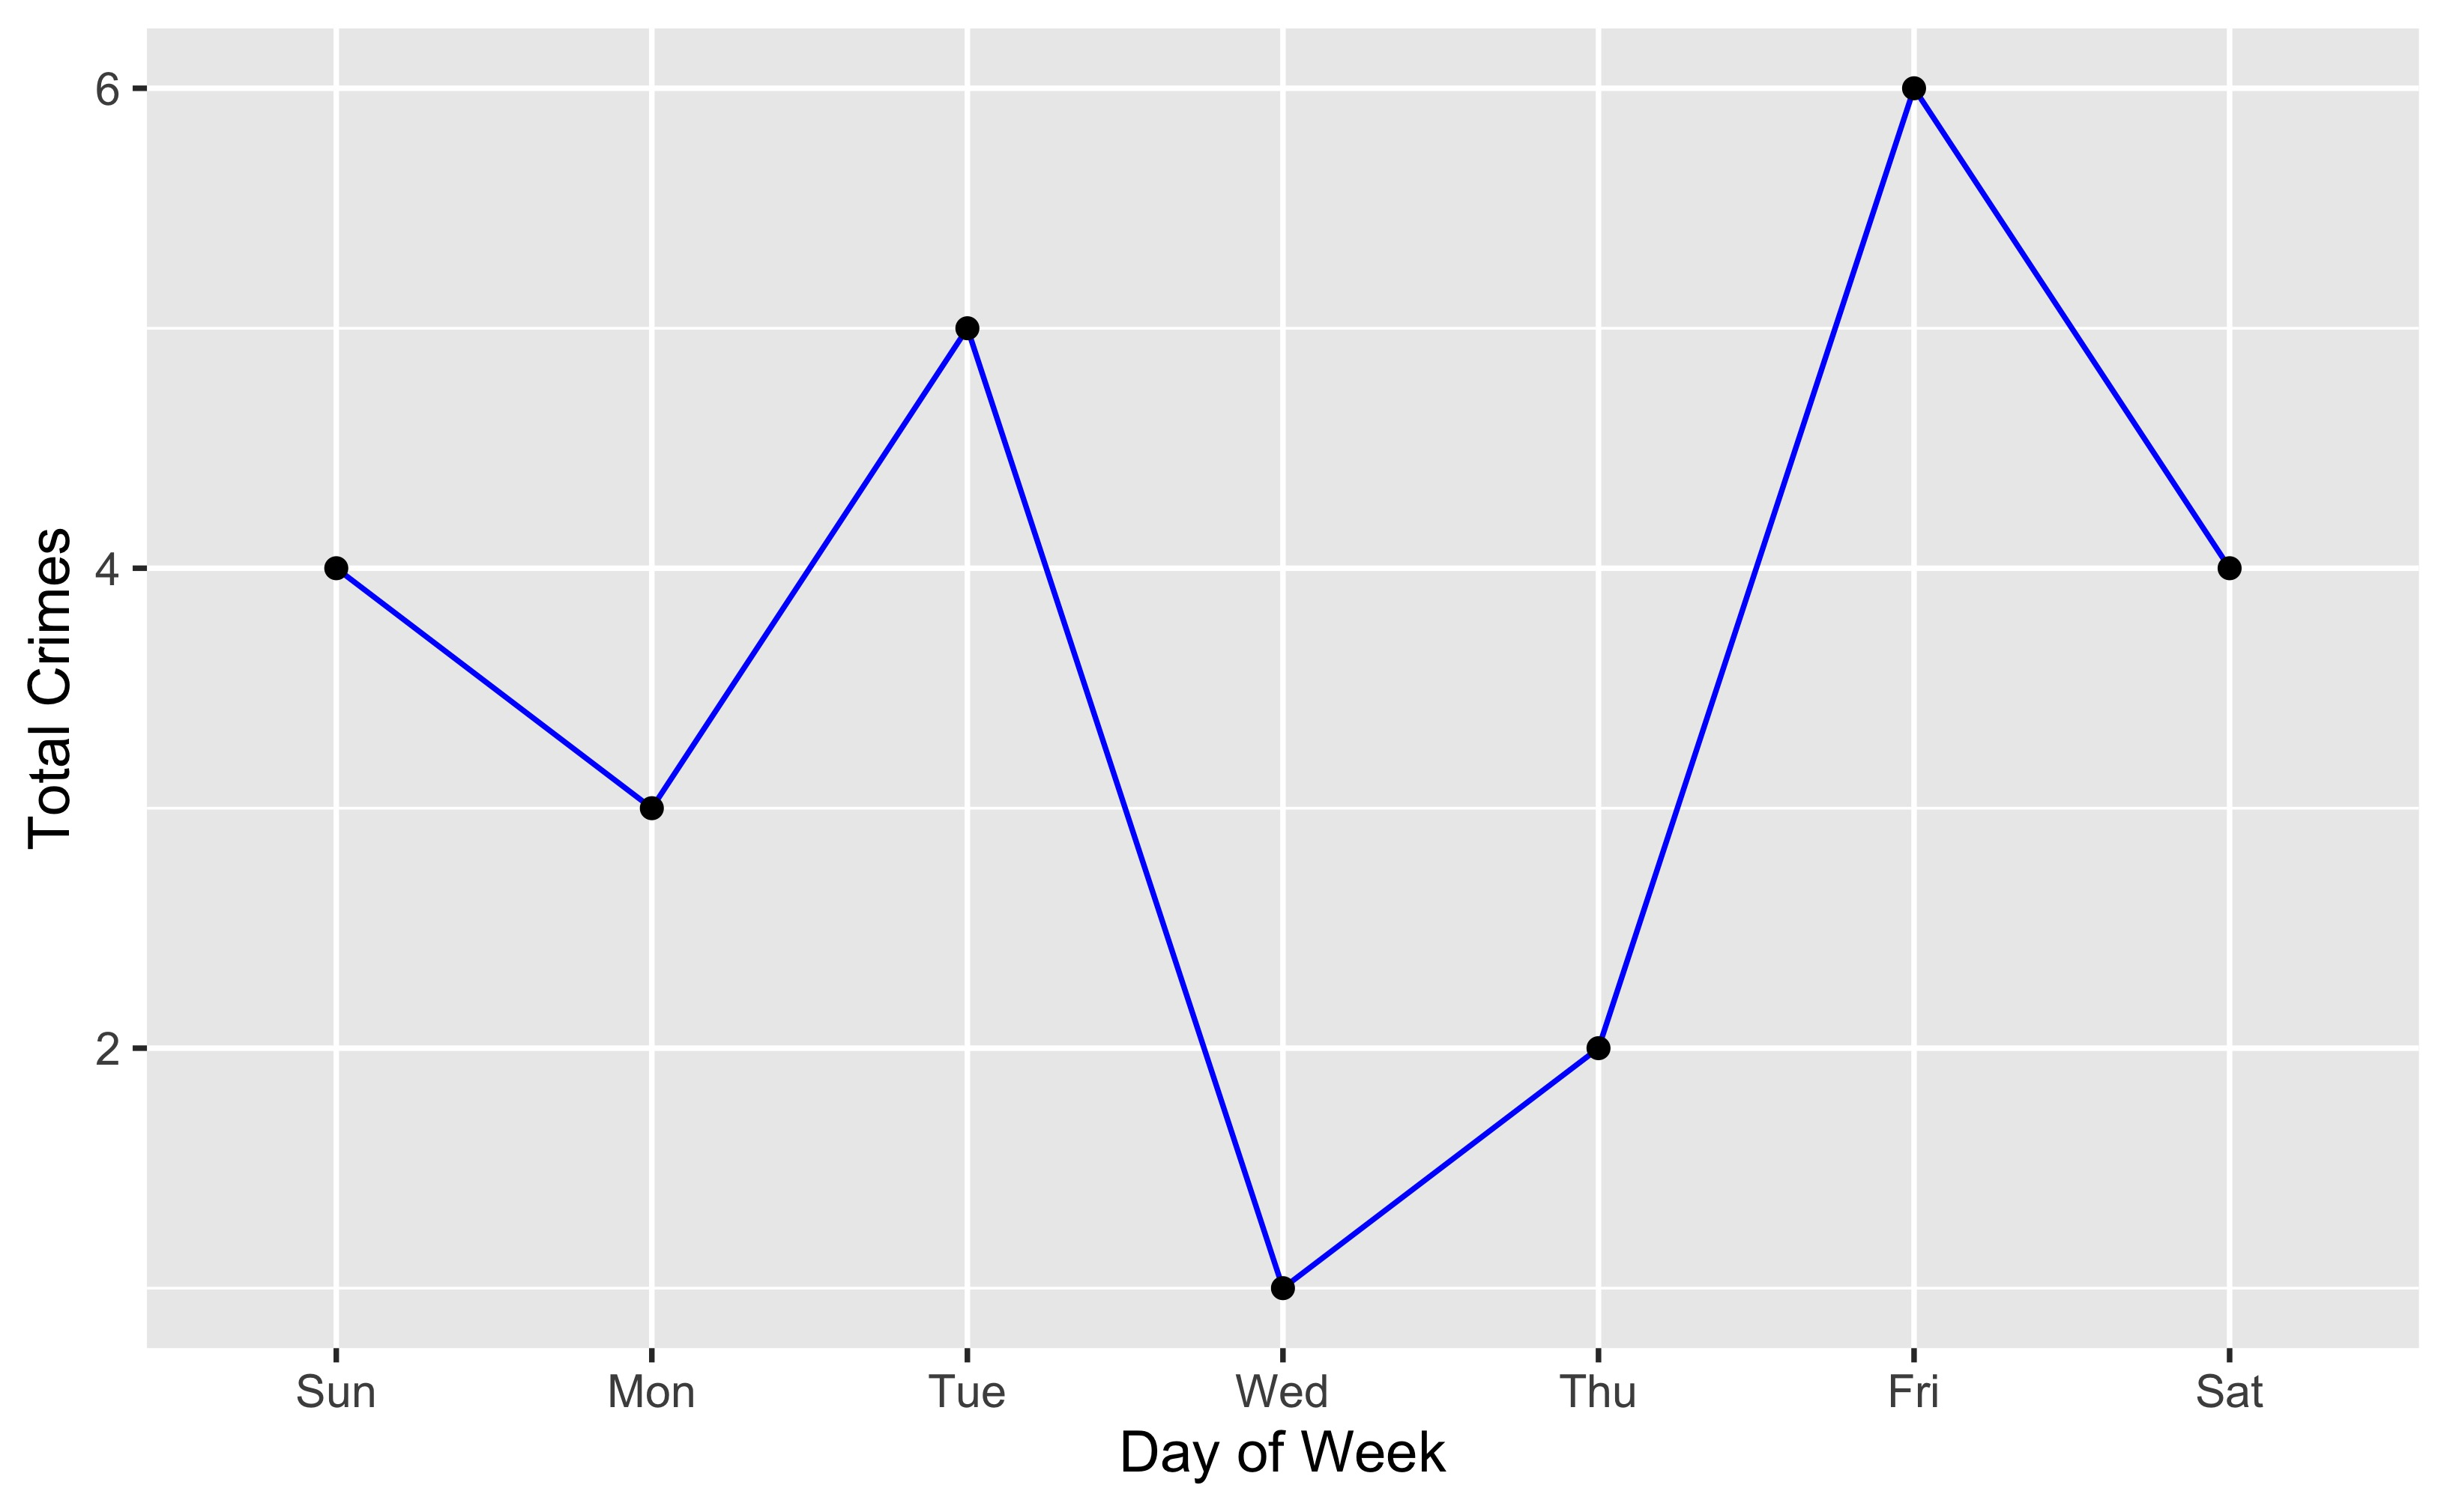 6
4
2
Total Crimes
Sun Mon Tue Wed Thu Fri Sat
Day of Week